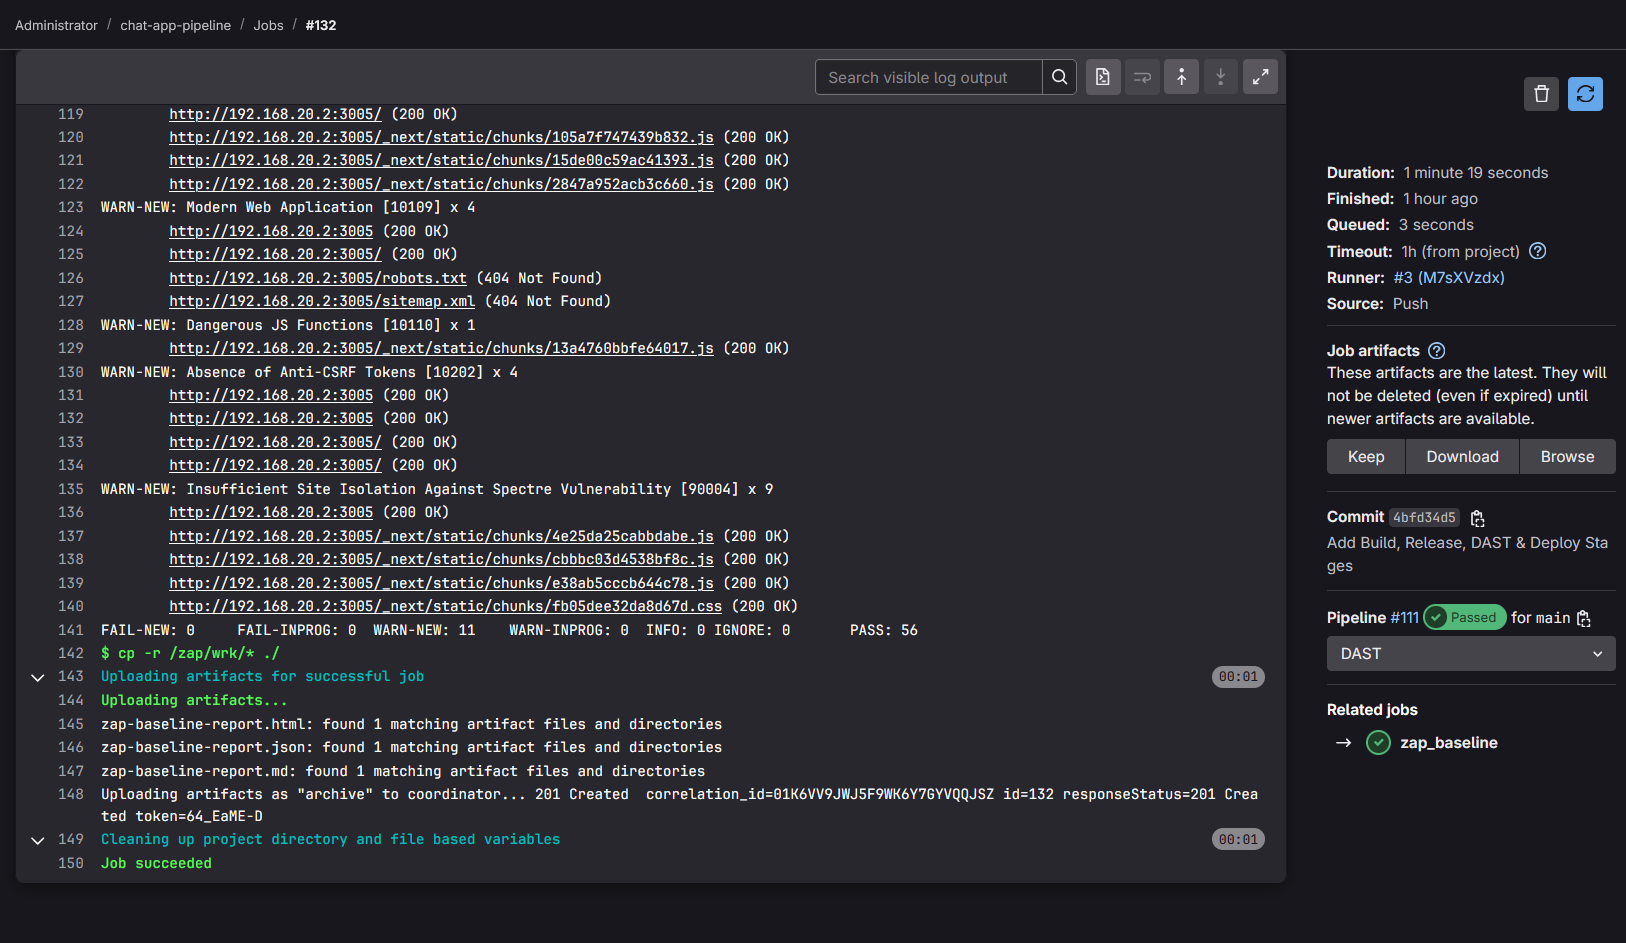 Administrator / chat-app-pipeline / Jobs / #132
Search visible log output
119 http://192.168.20.2:3005/ (200 OK)
120 http://192.168.20.2:3005/_next/static/chunks/105a7f747439b832.js (200 OK)
121 http://192.168.20.2:3005/_next/static/chunks/15de00c59ac41393.js (200 OK)
122 http://192.168.20.2:3005/_next/static/chunks/2847a952acb3c660.js (200 OK)
123 WARN-NEW: Modern Web Application [10109] x 4
124 http://192.168.20.2:3005 (200 OK)
125 http://192.168.20.2:3005/ (200 OK)
126 http://192.168.20.2:3005/robots.txt (404 Not Found)
127 http://192.168.20.2:3005/sitemap.xml (404 Not Found)
128 WARN-NEW: Dangerous JS Functions [10110] x 1
129 http://192.168.20.2:3005/_next/static/chunks/13a4760bbfe64017.js (200 OK)
130 WARN-NEW: Absence of Anti-CSRF Tokens [10202] x 4
131 http://192.168.20.2:3005 (200 OK)
132 http://192.168.20.2:3005 (200 OK)
133 http://192.168.20.2:3005/ (200 OK)
134 http://192.168.20.2:3005/ (200 OK)
135 WARN-NEW: Insufficient Site Isolation Against Spectre Vulnerability [90004] x 9
136 http://192.168.20.2:3005 (200 OK)
137 http://192.168.20.2:3005/_next/static/chunks/4e25da25cabbdabe.js (200 OK)
138 http://192.168.20.2:3005/_next/static/chunks/cbbbc03d4538bf8c.js (200 OK)
139 http://192.168.20.2:3005/_next/static/chunks/e38ab5cccb644c78.js (200 OK)
140 http://192.168.20.2:3005/_next/static/chunks/fb05dee32da8d67d.css (200 OK)
141 FAIL-NEW: 0 FAIL-INPROG: 0 WARN-NEW: 11 WARN-INPROG: 0 INFO: 0 IGNORE: 0 PASS: 56
142 $ cp -r /zap/wrk/* ./
143 Uploading artifacts for successful job 00:01
144 Uploading artifacts...
145 zap-baseline-report.html: found 1 matching artifact files and directories
146 zap-baseline-report.json: found 1 matching artifact files and directories
147 zap-baseline-report.md: found 1 matching artifact files and directories
148 Uploading artifacts as "archive" to coordinator... 201 Created correlation_id=01K6VV9JWJ5F9WK6Y7GYVQQJSZ id=132 responseStatus=201 Crea
ted token=64_EaME-D
149 Cleaning up project directory and file based variables 00:01
150 Job succeeded
Duration: 1 minute 19 seconds
Finished: 1 hour ago
Queued: 3 seconds
Timeout: 1h (from project)
Runner: #3 (M7sXVzdx)
Source: Push
Job artifacts
These artifacts are the latest. They will
not be deleted (even if expired) until
newer artifacts are available.
Keep Download Browse
Commit 4bfd34d5
Add Build, Release, DAST & Deploy Sta
ges
Pipeline #111 Passed for main
DAST
Related jobs
→ zap_baseline